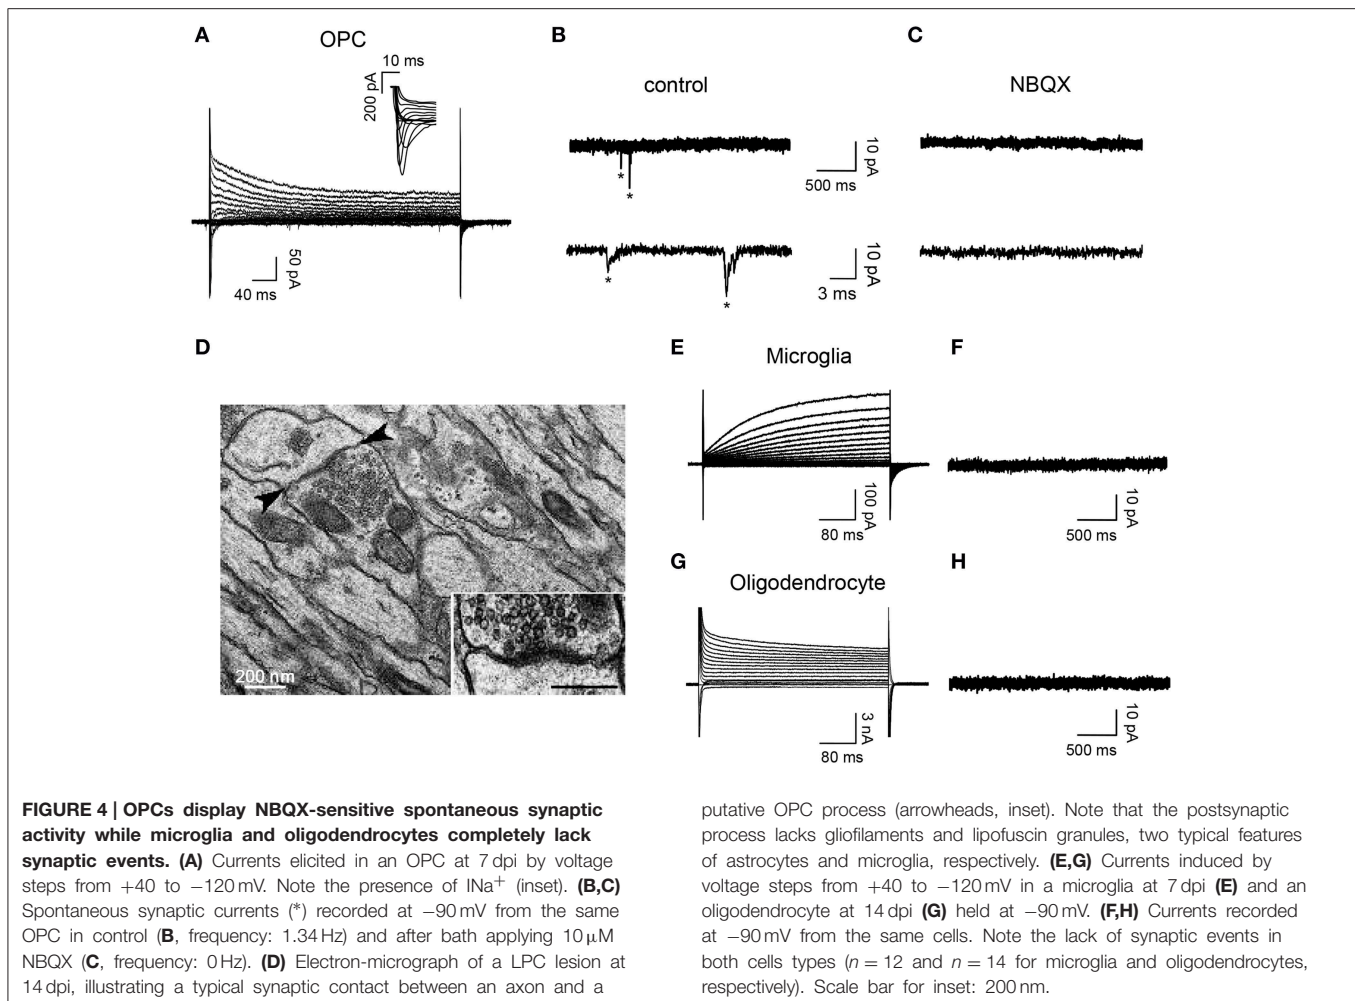 A
OPC
10 ms
200 pA
50 pA
40 ms
B
control
10 pA
500 ms
*
*
10 pA
3 ms
*
*
C
NBQX
D
200 nm
E
Microglia
100 pA
80 ms
F
10 pA
500 ms
G
Oligodendrocyte
3 nA
80 ms
H
10 pA
500 ms
FIGURE 4 | OPCs display NBQX-sensitive spontaneous synaptic
activity while microglia and oligodendrocytes completely lack
synaptic events. (A) Currents elicited in an OPC at 7 dpi by voltage
steps from +40 to −120 mV. Note the presence of INa⁺ (inset). (B,C)
Spontaneous synaptic currents (*) recorded at −90 mV from the same
OPC in control (B, frequency: 1.34 Hz) and after bath applying 10 μM
NBQX (C, frequency: 0 Hz). (D) Electron-micrograph of a LPC lesion at
14 dpi, illustrating a typical synaptic contact between an axon and a
putative OPC process (arrowheads, inset). Note that the postsynaptic
process lacks gliofilaments and lipofuscin granules, two typical features
of astrocytes and microglia, respectively. (E,G) Currents induced by
voltage steps from +40 to −120 mV in a microglia at 7 dpi (E) and an
oligodendrocyte at 14 dpi (G) held at −90 mV. (F,H) Currents recorded
at −90 mV from the same cells. Note the lack of synaptic events in
both cells types (n = 12 and n = 14 for microglia and oligodendrocytes,
respectively). Scale bar for inset: 200 nm.